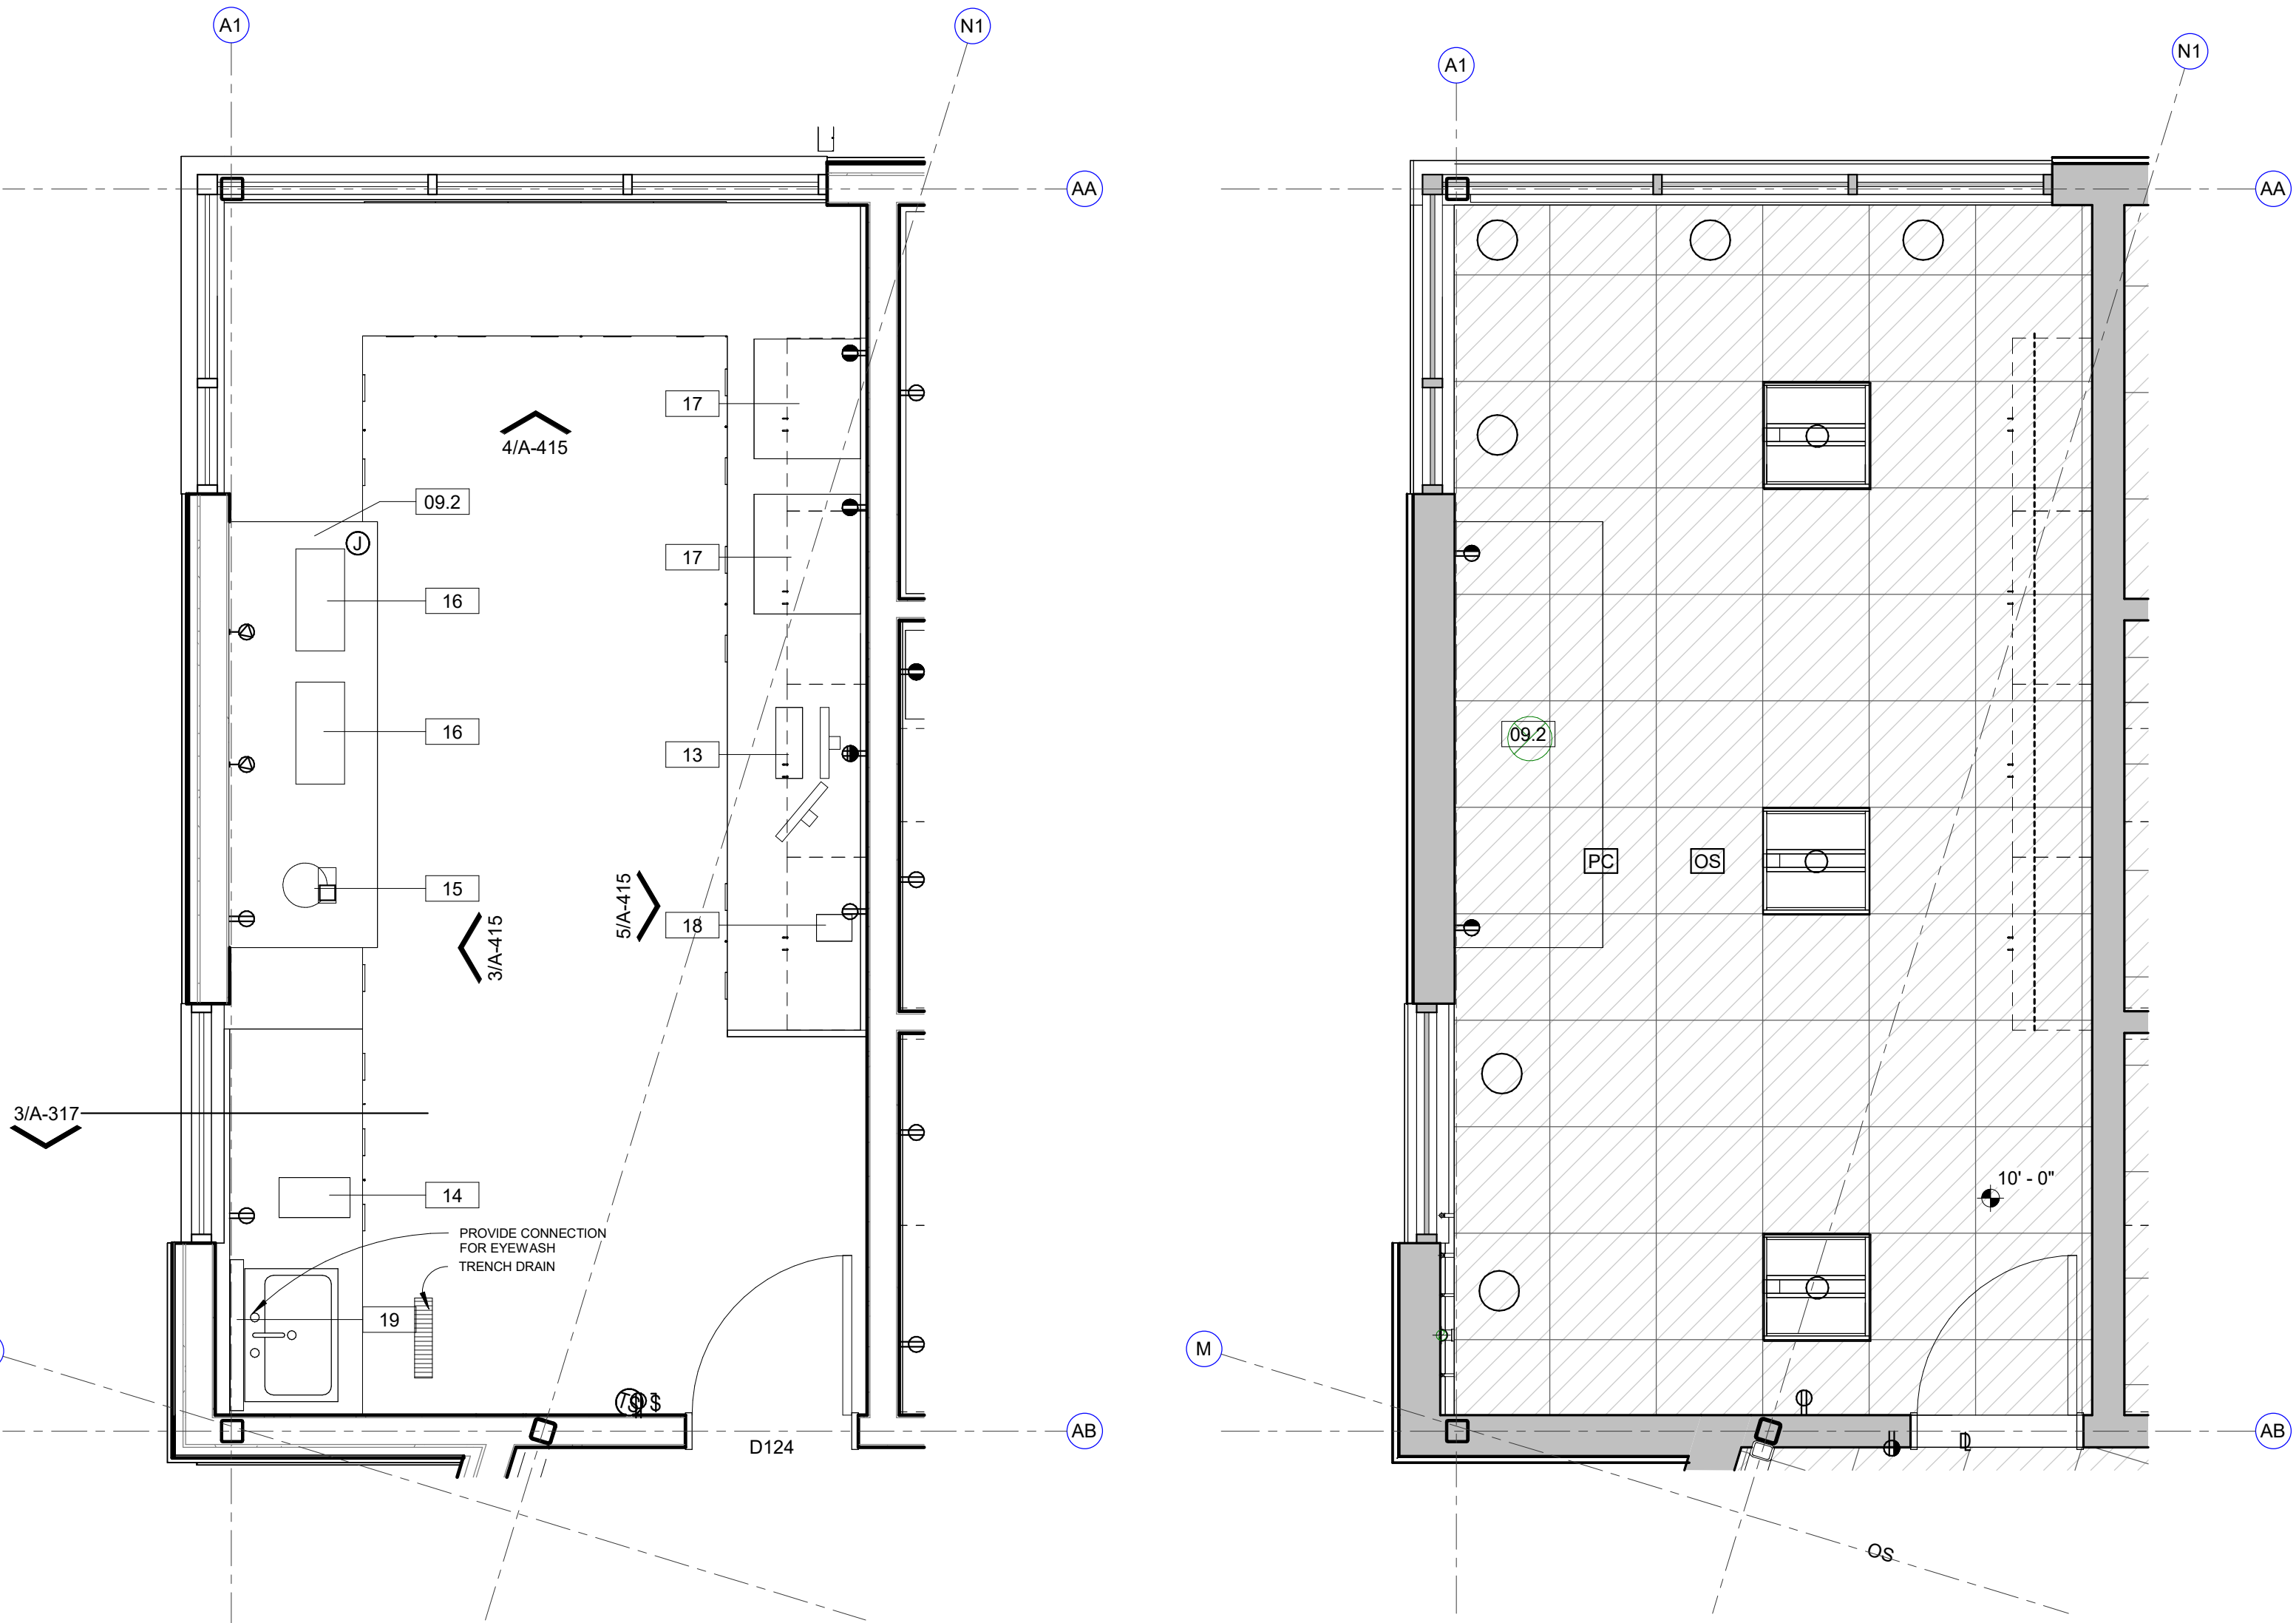 A1
N1
A1
N1
AA
AA
4/A-415
17
09.2
J
17
16
16
13
09.2
15
3/A-415
5/A-415
18
PC
OS
3/A-317
14
10' - 0"
PROVIDE CONNECTION
FOR EYEWASH
TRENCH DRAIN
19
M
AB
D124
AB
OS